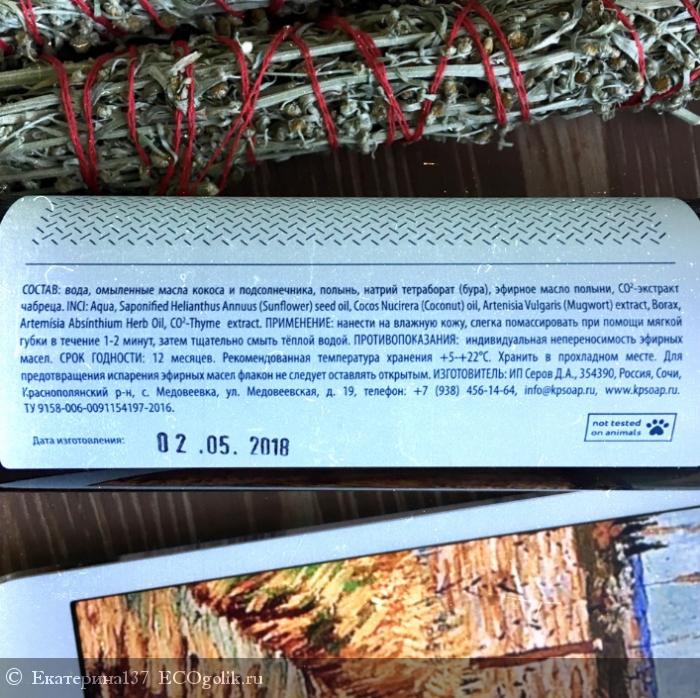 СОСТАВ: вода, омыленные масла кокоса и подсолнечника, полынь, натрий тетраборат (бура), эфирное масло полыни, CO²-экстракт
чабреца. INCI: Aqua, Saponified Helianthus Annuus (Sunflower) seed oil, Cocos Nucirera (Coconut) oil, Artenisia Vulgaris (Mugwort) extract, Borax,
Artemísia Absínthium Herb Oil, CO²-Thyme extract. ПРИМЕНЕНИЕ: нанести на влажную кожу, слегка помассировать при помощи мягкой
губки в течение 1-2 минут, затем тщательно смыть тёплой водой. ПРОТИВОПОКАЗАНИЯ: индивидуальная непереносимость эфирных
масел. СРОК ГОДНОСТИ: 12 месяцев. Рекомендованная температура хранения +5-+22°C. Хранить в прохладном месте. Для
предотвращения испарения эфирных масел флакон не следует оставлять открытым. ИЗГОТОВИТЕЛЬ: ИП Серов Д.А., 354390, Россия, Сочи,
Краснополянский р-н, с. Медовеевка, ул. Медовеевская, д. 19, телефон: +7 (938) 456-14-64, info@kpsoap.ru, www.kpsoap.ru.
ТУ 9158-006-0091154197-2016.
not tested
on animals
Дата изготовления: 02.05. 2018
© Екатерина137 ECOgolik.ru